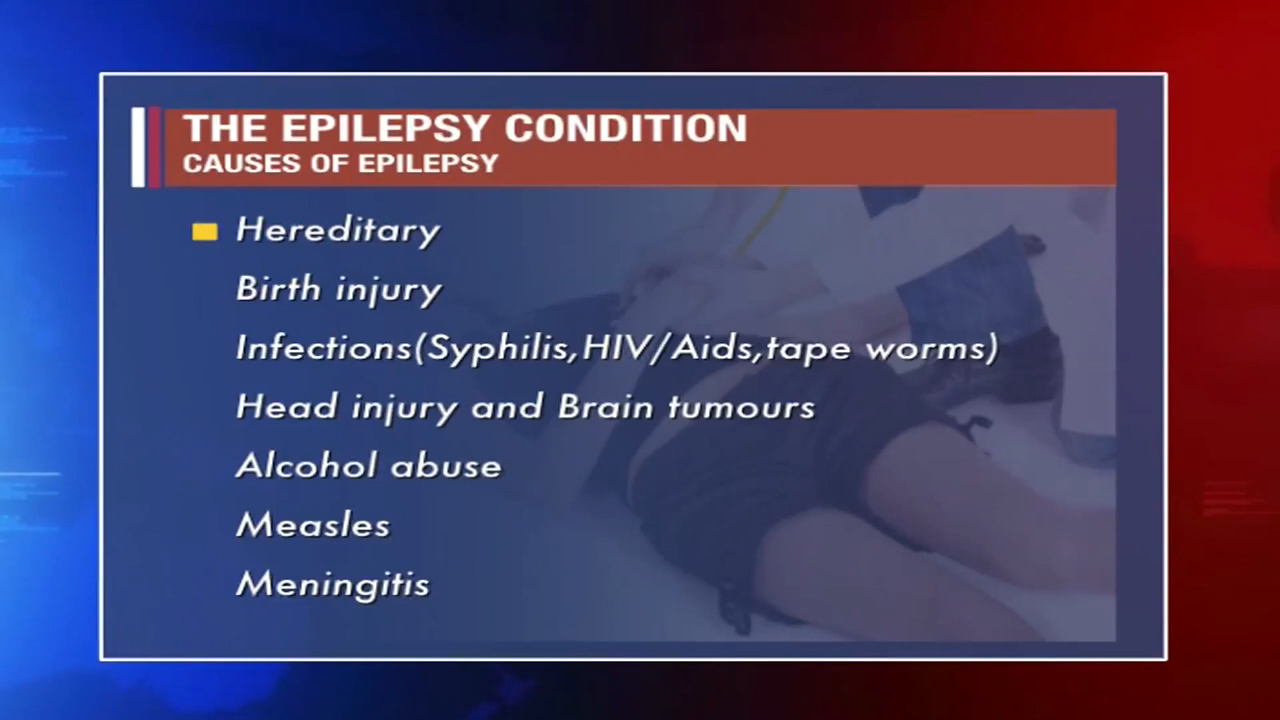 THE EPILEPSY CONDITION
CAUSES OF EPILEPSY
Hereditary
Birth injury
Infections(Syphilis,HIV/Aids,tape worms)
Head injury and Brain tumours
Alcohol abuse
Measles
Meningitis